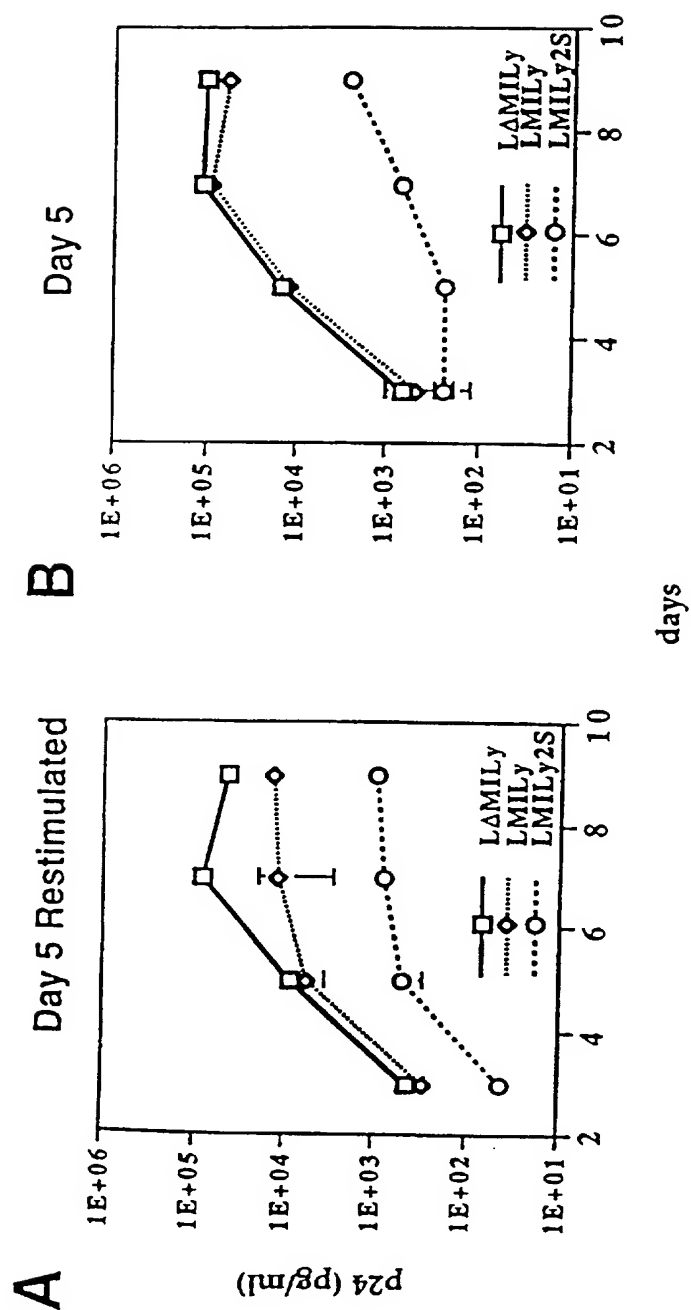 A
Day 5 Restimulated
p24 (pg/ml)
1E+06
1E+05
1E+04
1E+03
1E+02
1E+01
2
4
6
8
10
LΔMILy
LMILy
LMILy2S
B
Day 5
1E+06
1E+05
1E+04
1E+03
1E+02
1E+01
2
4
6
8
10
LΔMILy
LMILy
LMILy2S
days